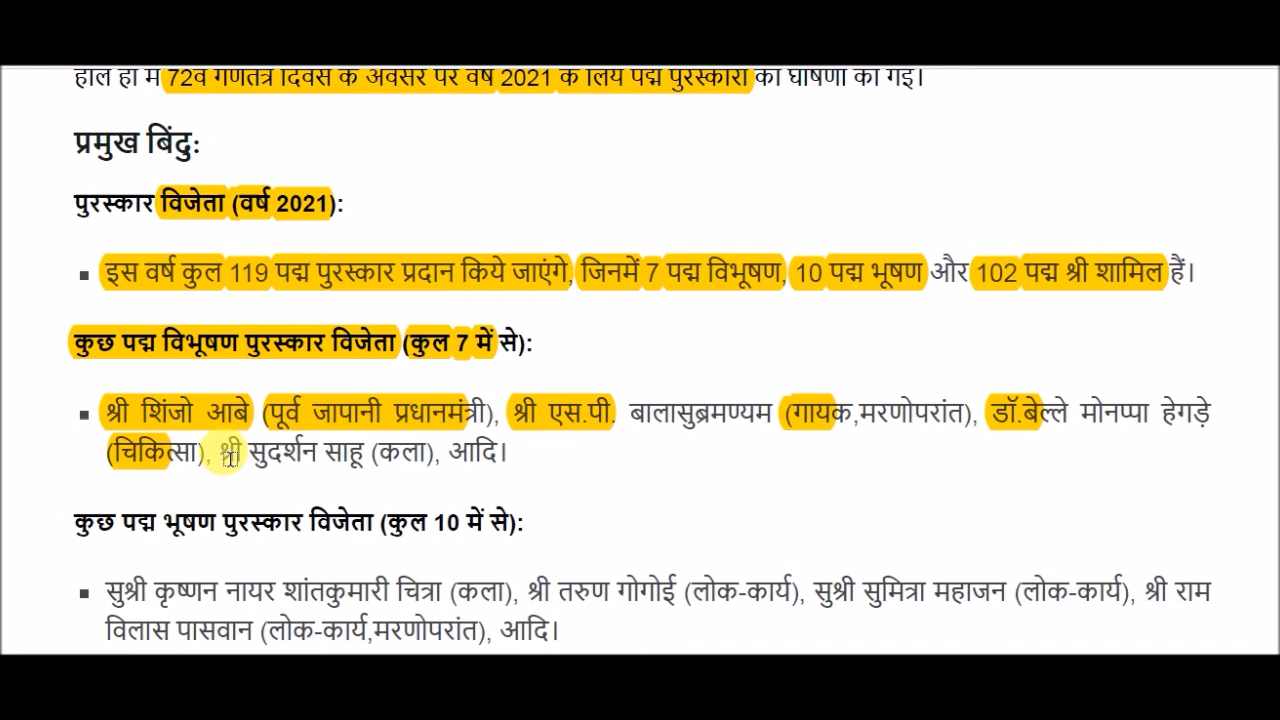 हाल ही में 72वें गणतंत्र दिवस के अवसर पर वर्ष 2021 के लिये पद्म पुरस्कारों की घोषणा की गई।
प्रमुख बिंदु:
पुरस्कार विजेता (वर्ष 2021):
▪ इस वर्ष कुल 119 पद्म पुरस्कार प्रदान किये जाएंगे, जिनमें 7 पद्म विभूषण, 10 पद्म भूषण और 102 पद्म श्री शामिल हैं।
कुछ पद्म विभूषण पुरस्कार विजेता (कुल 7 में से):
▪ श्री शिंजो आबे (पूर्व जापानी प्रधानमंत्री), श्री एस.पी. बालासुब्रमण्यम (गायक,मरणोपरांत), डॉ.बेल्ले मोनप्पा हेगड़े
(चिकित्सा), श्री सुदर्शन साहू (कला), आदि।
कुछ पद्म भूषण पुरस्कार विजेता (कुल 10 में से):
▪ सुश्री कृष्णन नायर शांतकुमारी चित्रा (कला), श्री तरुण गोगोई (लोक-कार्य), सुश्री सुमित्रा महाजन (लोक-कार्य), श्री राम
विलास पासवान (लोक-कार्य,मरणोपरांत), आदि।